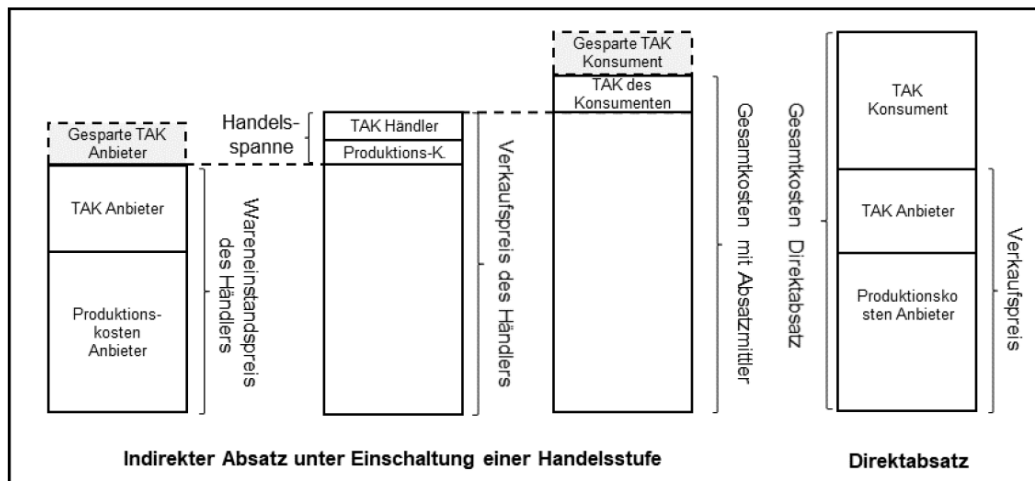 Gesparte TAK
Anbieter
TAK Anbieter
Produktions-
kosten
Anbieter
Wareneinstandspreis
des Händlers
Handels-
spanne
TAK Händler
Produktions-K.
Verkaufspreis des Händlers
Gesparte TAK
Konsument
TAK des
Konsumenten
Gesamtkosten mit Absatzmittler
Gesamtkosten Direktabsatz
TAK
Konsument
TAK Anbieter
Produktionsko
sten Anbieter
Verkaufspreis
Indirekter Absatz unter Einschaltung einer Handelsstufe
Direktabsatz